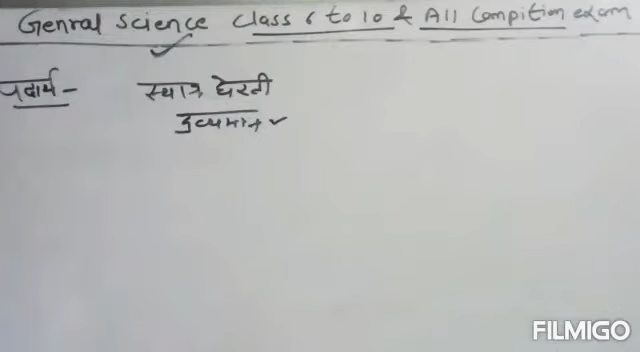 Genral Science Class 6 to 10 & All Compition exam
पदार्थ - स्थान घेरती
द्रव्यमान
FILMIGO